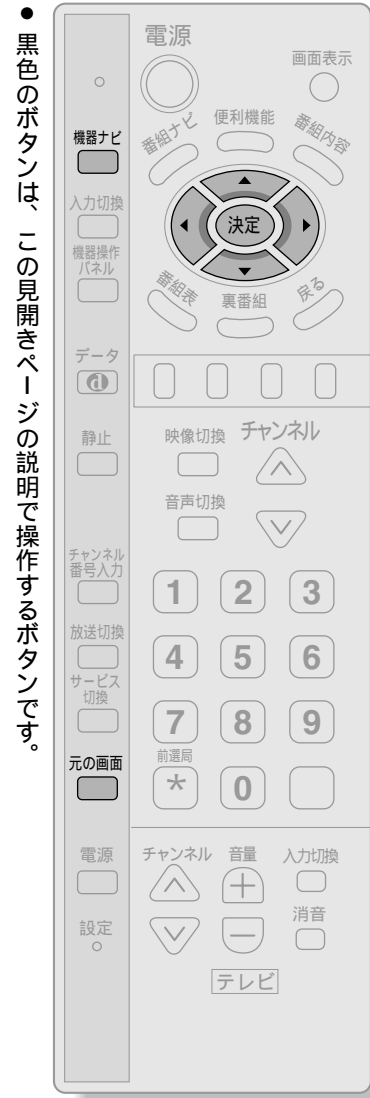 ● 黒色のボタンは、この見開きページの説明で操作するボタンです。
電源
画面表示
機器ナビ
番組ナビ
便利機能
番組内容
入力切換
決定
機器操作
パネル
番組表
裏番組
戻る
データ
d
静止
映像切換
チャンネル
音声切換
チャンネル
番号入力
1 2 3
放送切換
4 5 6
サービス
切換
7 8 9
元の画面
前選局
* 0
電源
チャンネル 音量 入力切換
+
設定
消音
−
テレビ